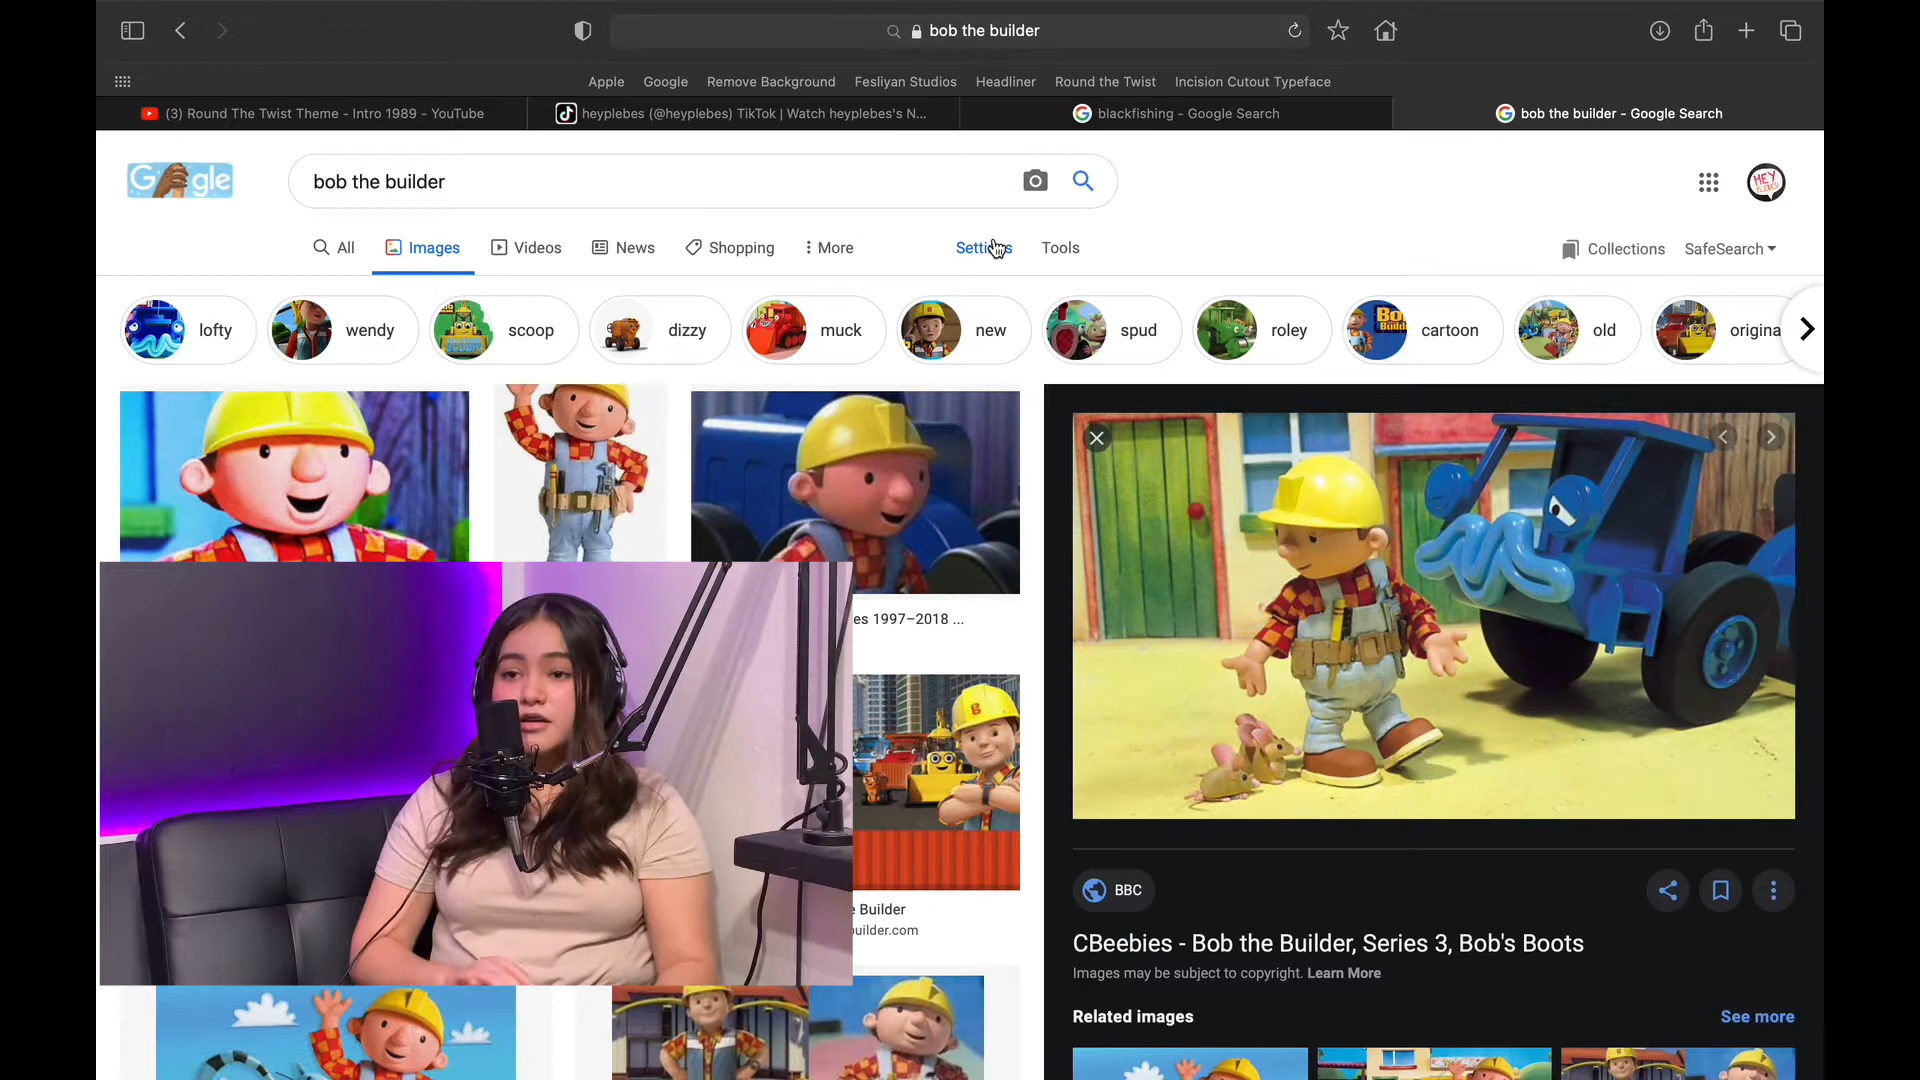 bob the builder
Apple Google Remove Background Fesliyan Studios Headliner Round the Twist Incision Cutout Typeface
(3) Round The Twist Theme - Intro 1989 - YouTube
heyplebes (@heyplebes) TikTok | Watch heyplebes's N...
blackfishing - Google Search
bob the builder - Google Search
bob the builder
HEY
All Images Videos News Shopping More Settings Tools
Collections SafeSearch
lofty wendy scoop dizzy muck new spud roley cartoon old origina
es 1997–2018 ...
e Builder
builder.com
BBC
CBeebies - Bob the Builder, Series 3, Bob's Boots
Images may be subject to copyright. Learn More
Related images See more